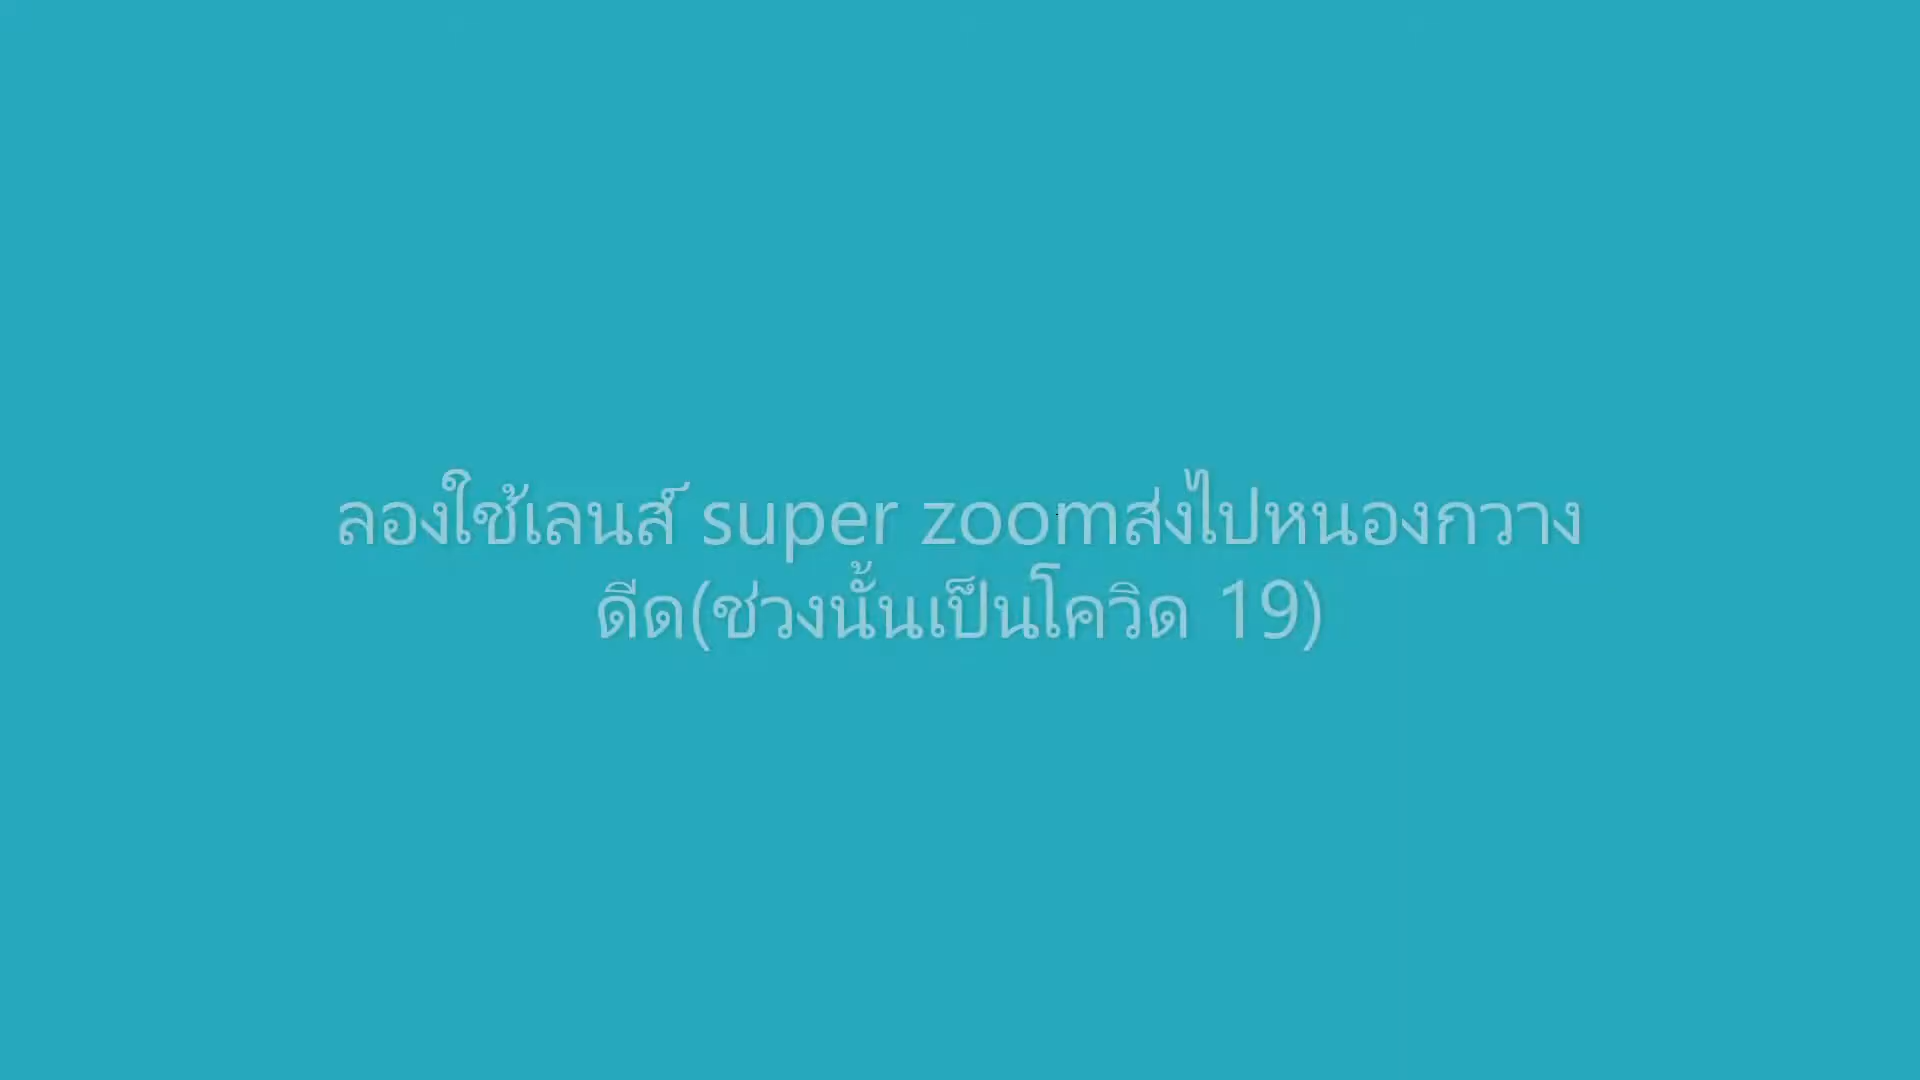 ลองใช้เลนส์ super zoomส่งไปหนองกวาง
ดีด(ช่วงนั้นเป็นโควิด 19)